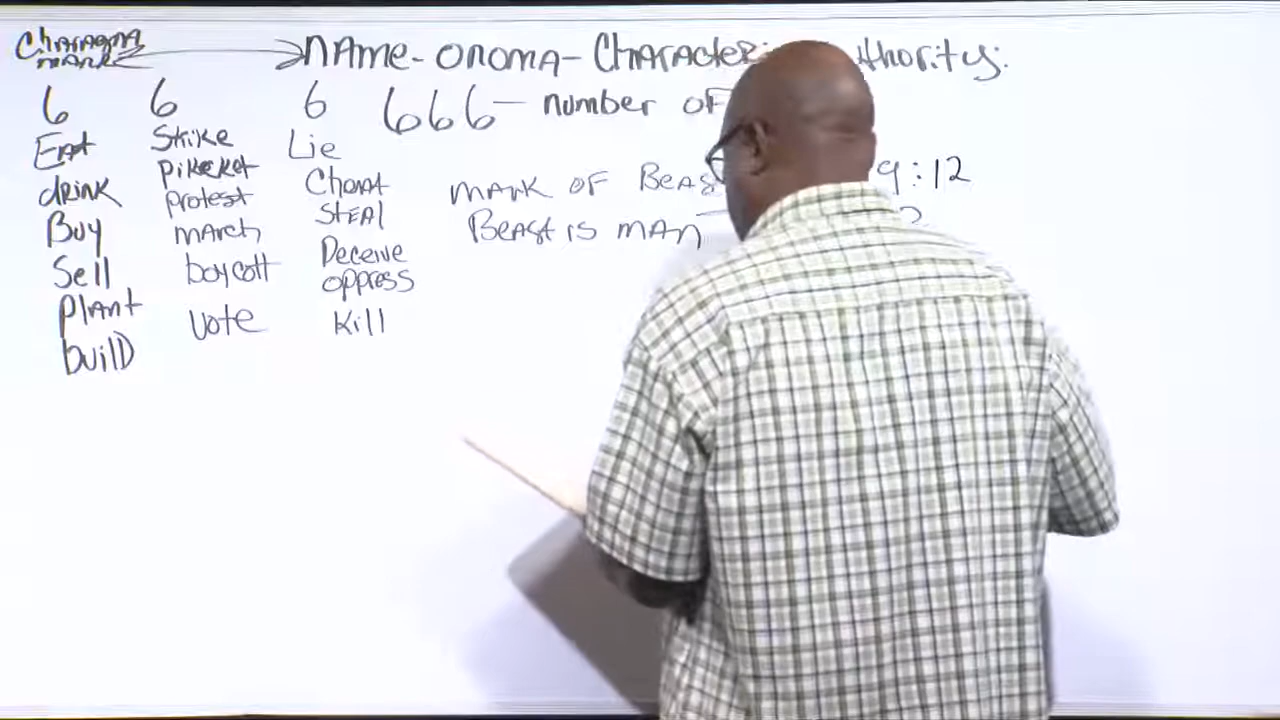 Charagma
mark
name - onoma - Character
thority:
6 6 6 666 - number of
Eat Strike Lie
drink Pikecket Cheat mark of Beas 9:12
Buy Protest Steal Beast is man
Sell march Deceive
Plant boycott oppress
build vote kill